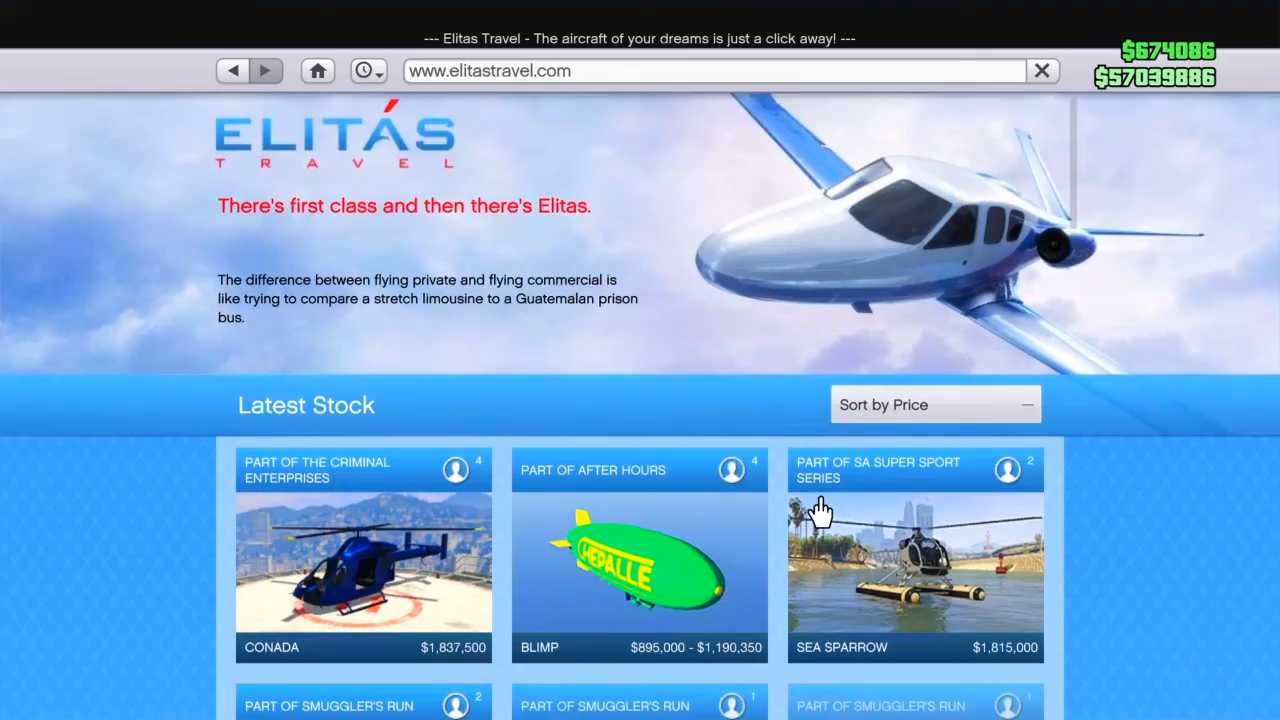 --- Elitas Travel - The aircraft of your dreams is just a click away! ---
$674086
www.elitastravel.com
$57039886
ELITÁS
TRAVEL
There's first class and then there's Elitas.
The difference between flying private and flying commercial is
like trying to compare a stretch limousine to a Guatemalan prison
bus.
Latest Stock
Sort by Price
PART OF THE CRIMINAL
ENTERPRISES
4
PART OF AFTER HOURS
4
PART OF SA SUPER SPORT
SERIES
2
HEPALLE
CONADA
$1,837,500
BLIMP
$895,000 - $1,190,350
SEA SPARROW
$1,815,000
PART OF SMUGGLER'S RUN
2
PART OF SMUGGLER'S RUN
1
PART OF SMUGGLER'S RUN
1